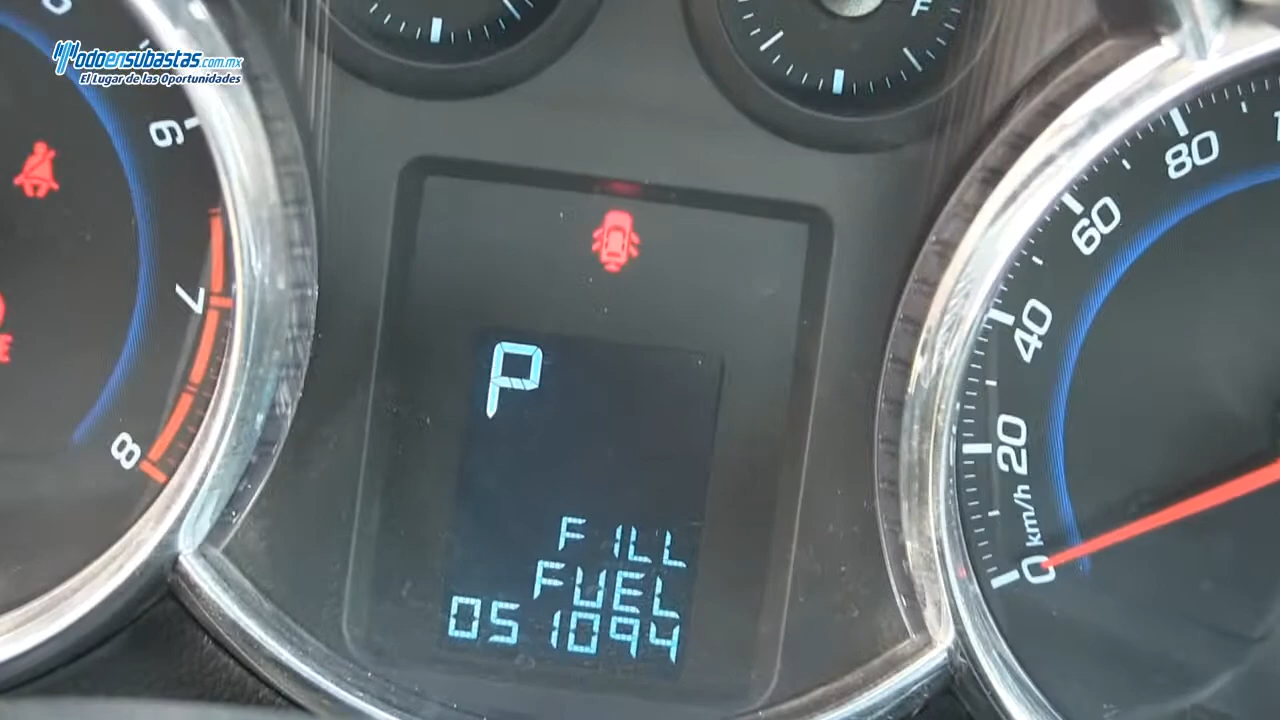 TodoenSubastas.com.mx
El Lugar de las Oportunidades
F
6
7
8
80
60
40
20
0
km/h
P
FILL
FUEL
051094